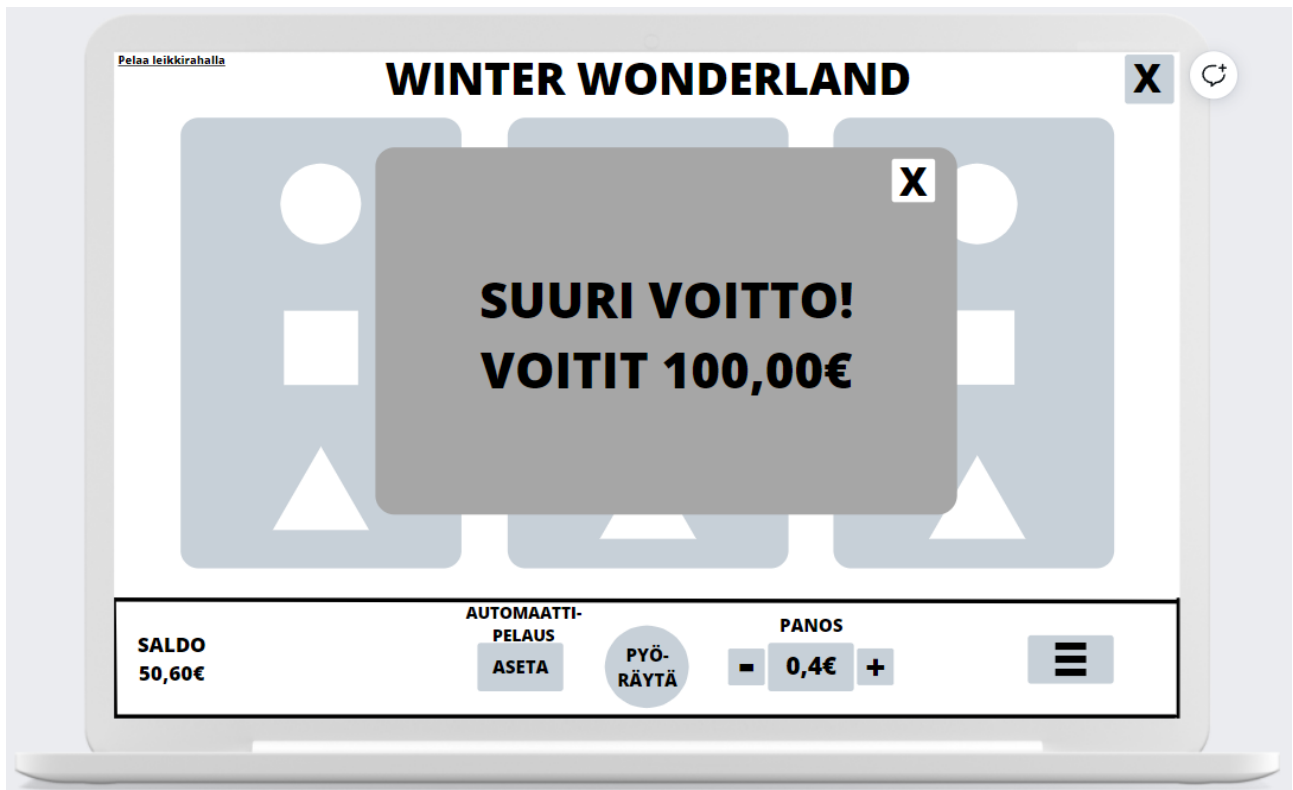 Pelaa leikkirahalla
WINTER WONDERLAND
X
X
SUURI VOITTO!
VOITIT 100,00€
SALDO
50,60€
AUTOMAATTI-
PELAUS
ASETA
PYÖ-
RÄYTÄ
PANOS
-
0,4€
+